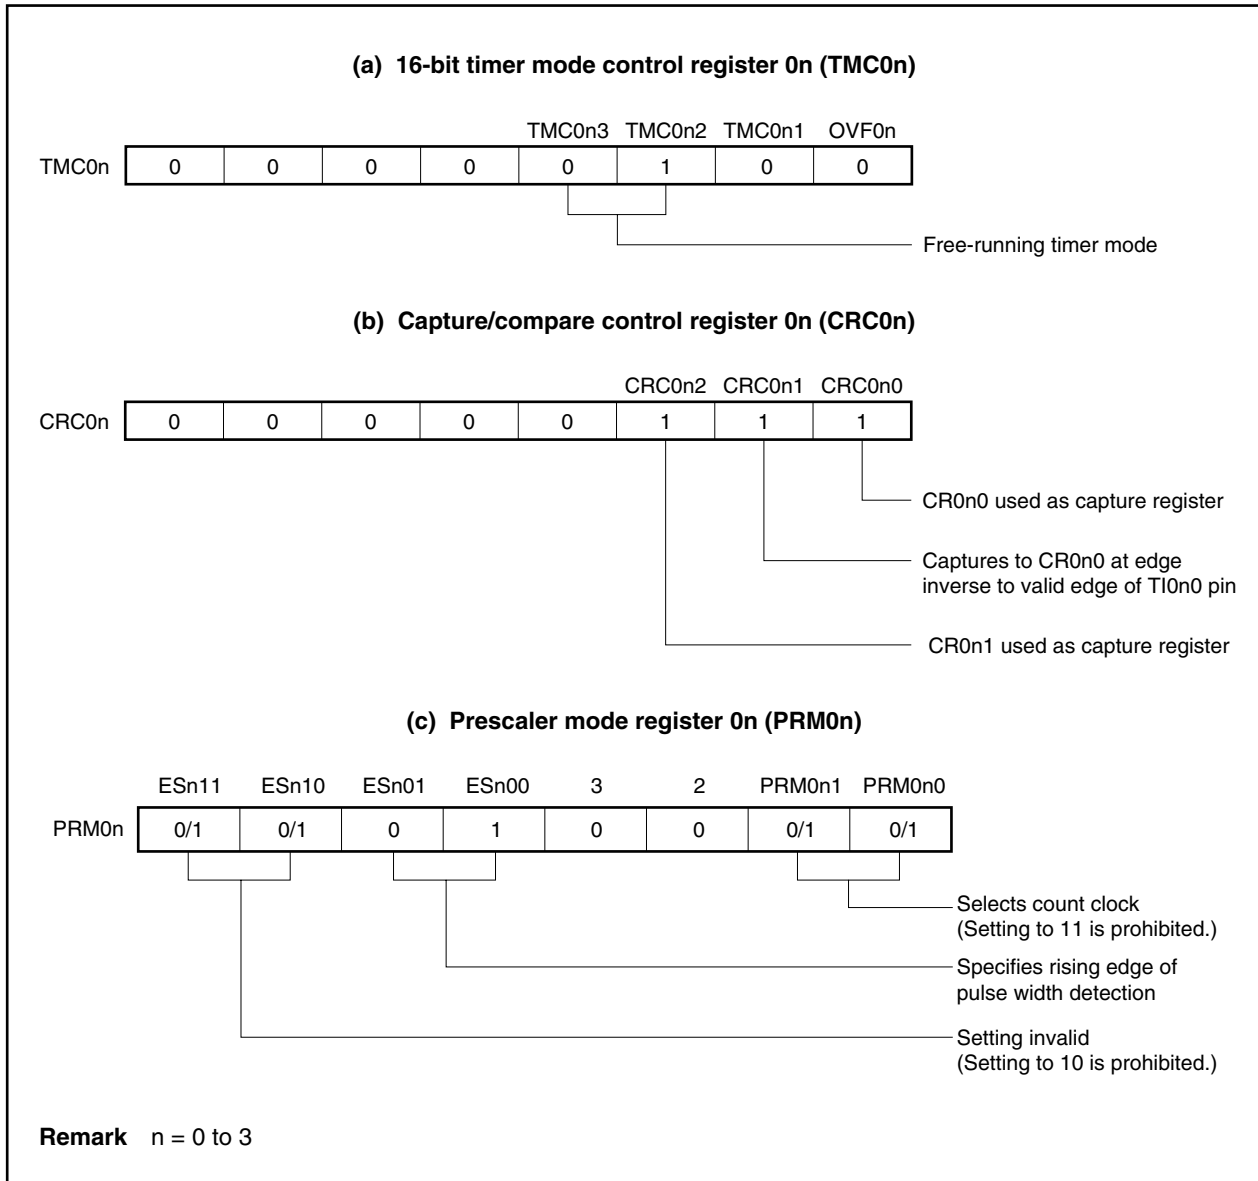 (a) 16-bit timer mode control register 0n (TMC0n)
TMC0n3 TMC0n2 TMC0n1 OVF0n
TMC0n 0 0 0 0 0 1 0 0
Free-running timer mode
(b) Capture/compare control register 0n (CRC0n)
CRC0n2 CRC0n1 CRC0n0
CRC0n 0 0 0 0 0 1 1 1
CR0n0 used as capture register
Captures to CR0n0 at edge
inverse to valid edge of TI0n0 pin
CR0n1 used as capture register
(c) Prescaler mode register 0n (PRM0n)
ESn11 ESn10 ESn01 ESn00 3 2 PRM0n1 PRM0n0
PRM0n 0/1 0/1 0 1 0 0 0/1 0/1
Selects count clock
(Setting to 11 is prohibited.)
Specifies rising edge of
pulse width detection
Setting invalid
(Setting to 10 is prohibited.)
Remark n = 0 to 3